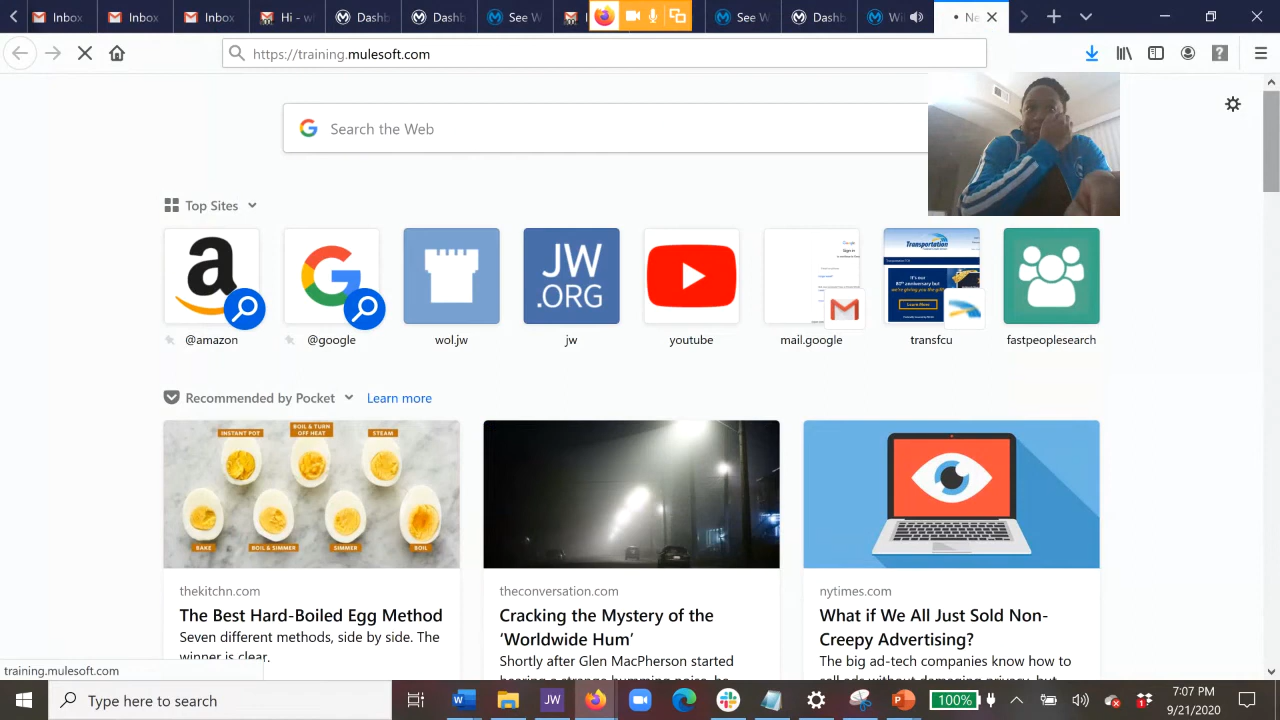 Inbox
Inbox
Inbox
Hi - w
Dashb
Dashb
See W
See W
Dashb
Wi
Ne
https://training.mulesoft.com
Search the Web
Top Sites
JW
.ORG
Transportation
It's our
@amazon
@google
wol.jw
jw
youtube
mail.google
transfcu
fastpeoplesearch
Recommended by Pocket
Learn more
INSTANT POT
BOIL & TURN
OFF HEAT
STEAM
BAKE
BOIL & SIMMER
SIMMER
BOIL
thekitchn.com
theconversation.com
nytimes.com
The Best Hard-Boiled Egg Method
Cracking the Mystery of the
‘Worldwide Hum’
What if We All Just Sold Non-
Creepy Advertising?
Seven different methods, side by side. The
winner is clear.
Shortly after Glen MacPherson started
The big ad-tech companies know how to
training.mulesoft.com
Type here to search
JW
100%
1
7:07 PM
9/21/2020